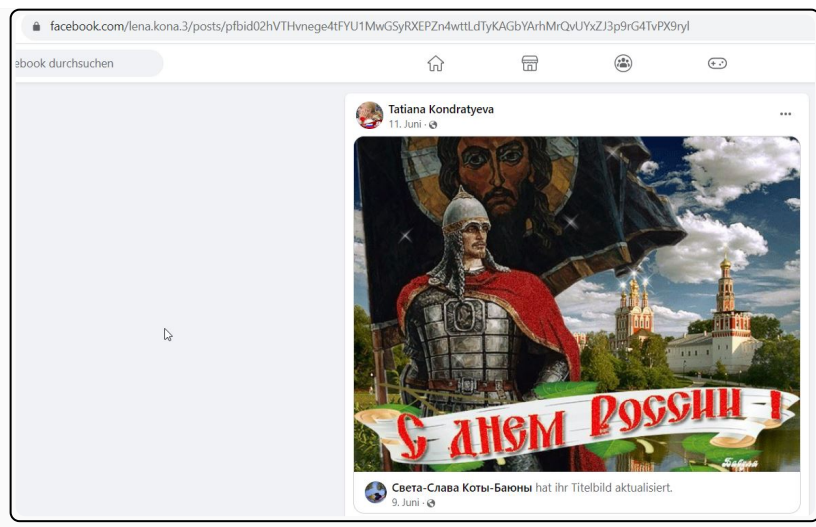 facebook.com/lena.kona.3/posts/pfbid02hVTHvnege4tFYU1MwGSyRXEPZn4wttLdTyKAGbYArhMrQvUYxZJ3p9rG4TvPX9ryl
ebook durchsuchen
Tatiana Kondratyeva
11. Juni ·
С ДНЕМ РОССИИ !
Света-Слава Коты-Баюны hat ihr Titelbild aktualisiert.
9. Juni ·